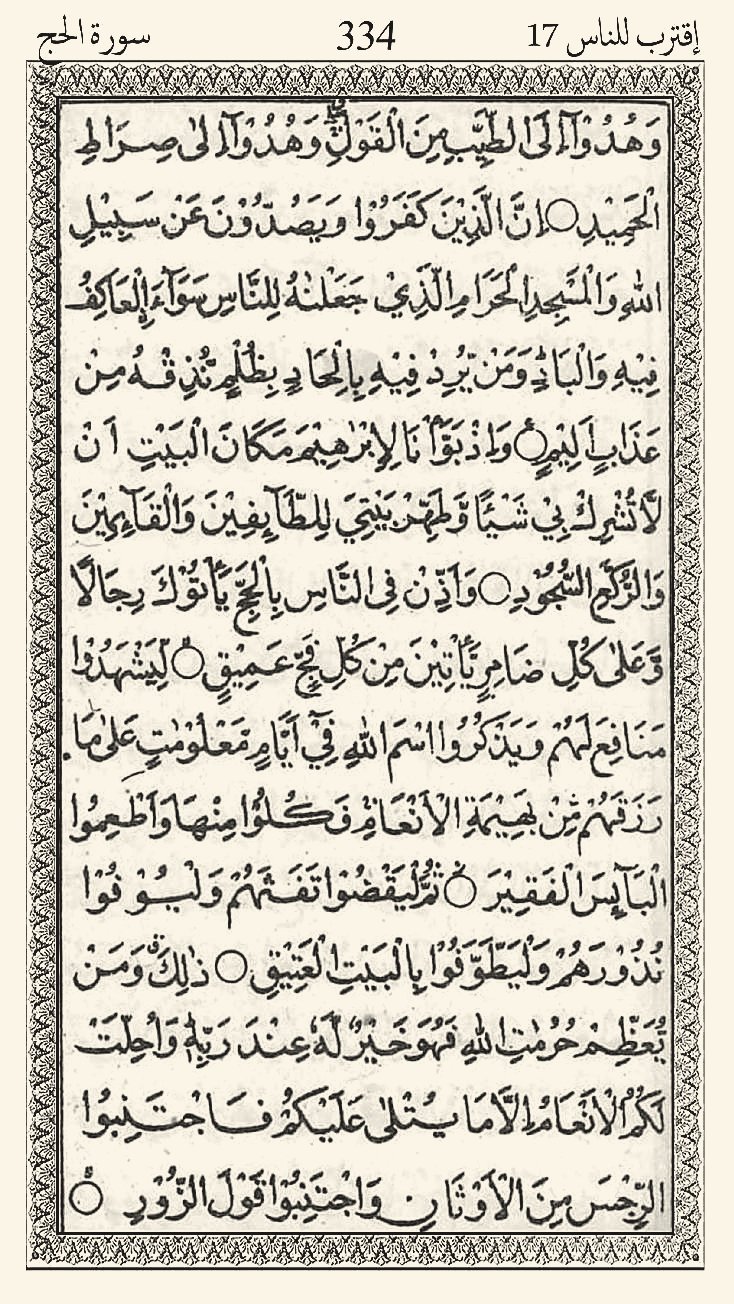 إقترب للناس 17 334 سورة الحج
وَهُدُوْٓا اِلَى الطَّيِّبِ مِنَ الْقَوْلِ ۚۖ وَهُدُوْٓا اِلٰى صِرَاطِ
الْحَمِيْدِ ○ اِنَّ الَّذِيْنَ كَفَرُوْا وَيَصُدُّوْنَ عَنْ سَبِيْلِ
اللّٰهِ وَالْمَسْجِدِ الْحَرَامِ الَّذِيْ جَعَلْنٰهُ لِلنَّاسِ سَوَآءَ ۨالْعَاكِفُ
فِيْهِ وَالْبَادِ ؕ وَمَنْ يُّرِدْ فِيْهِ بِاِلْحَادٍ بِظُلْمٍ نُّذِقْهُ مِنْ
عَذَابٍ اَلِيْمٍ ○ وَاِذْ بَوَّاْنَا لِاِبْرٰهِيْمَ مَكَانَ الْبَيْتِ اَنْ
لَّا تُشْرِكْ بِيْ شَيْـًٔا وَّطَهِّرْ بَيْتِيَ لِلطَّآئِفِيْنَ وَالْقَآئِمِيْنَ
وَالرُّكَّعِ السُّجُوْدِ ○ وَاَذِّنْ فِى النَّاسِ بِالْحَجِّ يَاْتُوْكَ رِجَالًا
وَّعَلٰى كُلِّ ضَامِرٍ يَّاْتِيْنَ مِنْ كُلِّ فَجٍّ عَمِيْقٍ ○ لِّيَشْهَدُوْا
مَنَافِعَ لَهُمْ وَيَذْكُرُوا اسْمَ اللّٰهِ فِيْٓ اَيَّامٍ مَّعْلُوْمٰتٍ عَلٰى مَا
رَزَقَهُمْ مِّنْ بَهِيْمَةِ الْاَنْعَامِ ۚ فَكُلُوْا مِنْهَا وَاَطْعِمُوا
الْبَآئِسَ الْفَقِيْرَ ○ ثُمَّ لْيَقْضُوْا تَفَثَهُمْ وَلْيُوْفُوْا
نُذُوْرَهُمْ وَلْيَطَّوَّفُوْا بِالْبَيْتِ الْعَتِيْقِ ○ ذٰلِكَ ۗ وَمَنْ
يُّعَظِّمْ حُرُمٰتِ اللّٰهِ فَهُوَ خَيْرٌ لَّهٗ عِنْدَ رَبِّهٖ ؕ وَاُحِلَّتْ
لَكُمُ الْاَنْعَامُ اِلَّا مَا يُتْلٰى عَلَيْكُمْ فَاجْتَنِبُوا
الرِّجْسَ مِنَ الْاَوْثَانِ وَاجْتَنِبُوْا قَوْلَ الزُّوْرِ ○